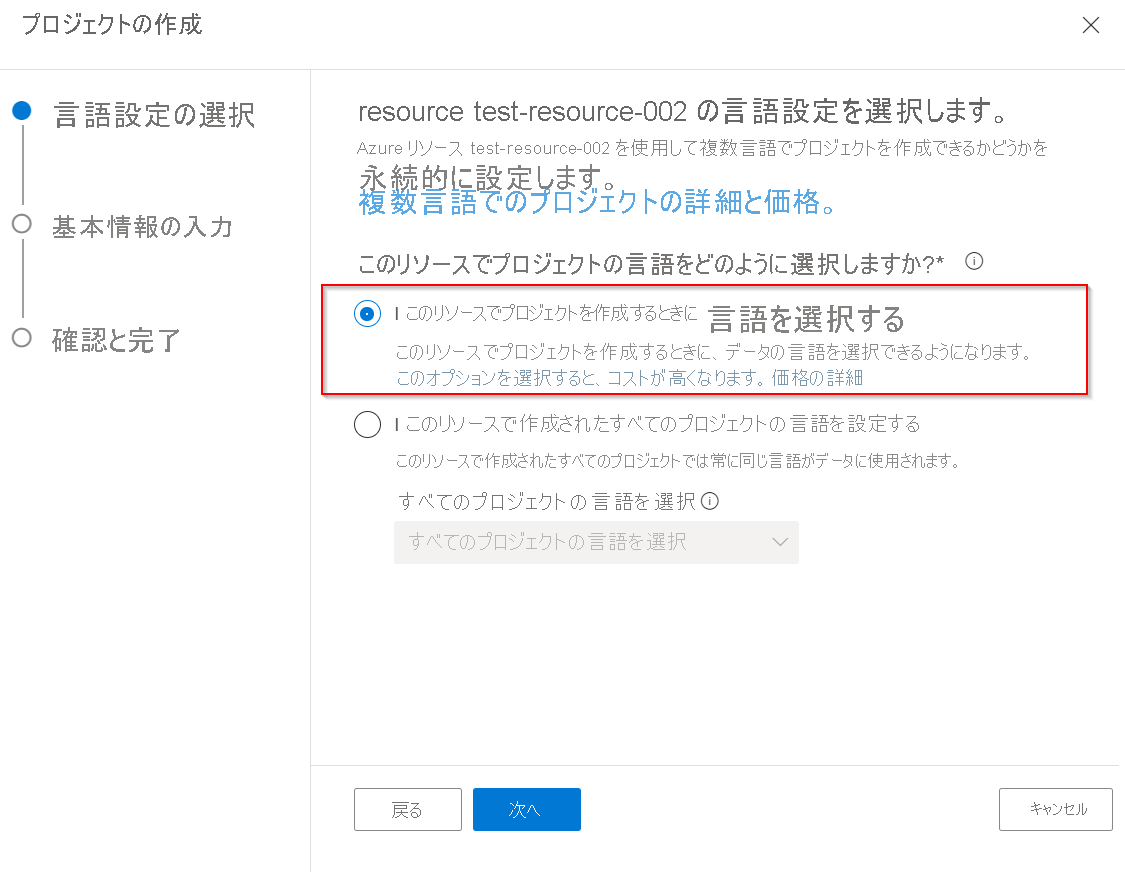 プロジェクトの作成
言語設定の選択
基本情報の入力
確認と完了
resource test-resource-002 の言語設定を選択します。
Azure リソース test-resource-002 を使用して複数言語でプロジェクトを作成できるかどうかを
永続的に設定します。
複数言語でのプロジェクトの詳細と価格。
このリソースでプロジェクトの言語をどのように選択しますか?*
I このリソースでプロジェクトを作成するときに 言語を選択する
このリソースでプロジェクトを作成するときに、データの言語を選択できるようになります。
このオプションを選択すると、コストが高くなります。価格の詳細
I このリソースで作成されたすべてのプロジェクトの言語を設定する
このリソースで作成されたすべてのプロジェクトでは常に同じ言語がデータに使用されます。
すべてのプロジェクトの言語を選択
すべてのプロジェクトの言語を選択
戻る
次へ
キャンセル